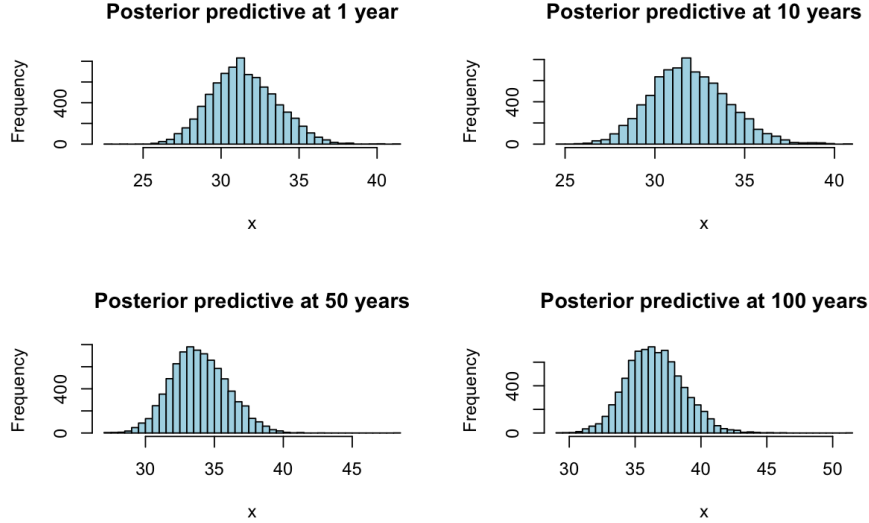 Posterior predictive at 1 year
Frequency
0
400
25
30
35
40
x
Posterior predictive at 10 years
Frequency
0
400
25
30
35
40
x
Posterior predictive at 50 years
Frequency
0
400
30
35
40
45
x
Posterior predictive at 100 years
Frequency
0
400
30
35
40
45
50
x